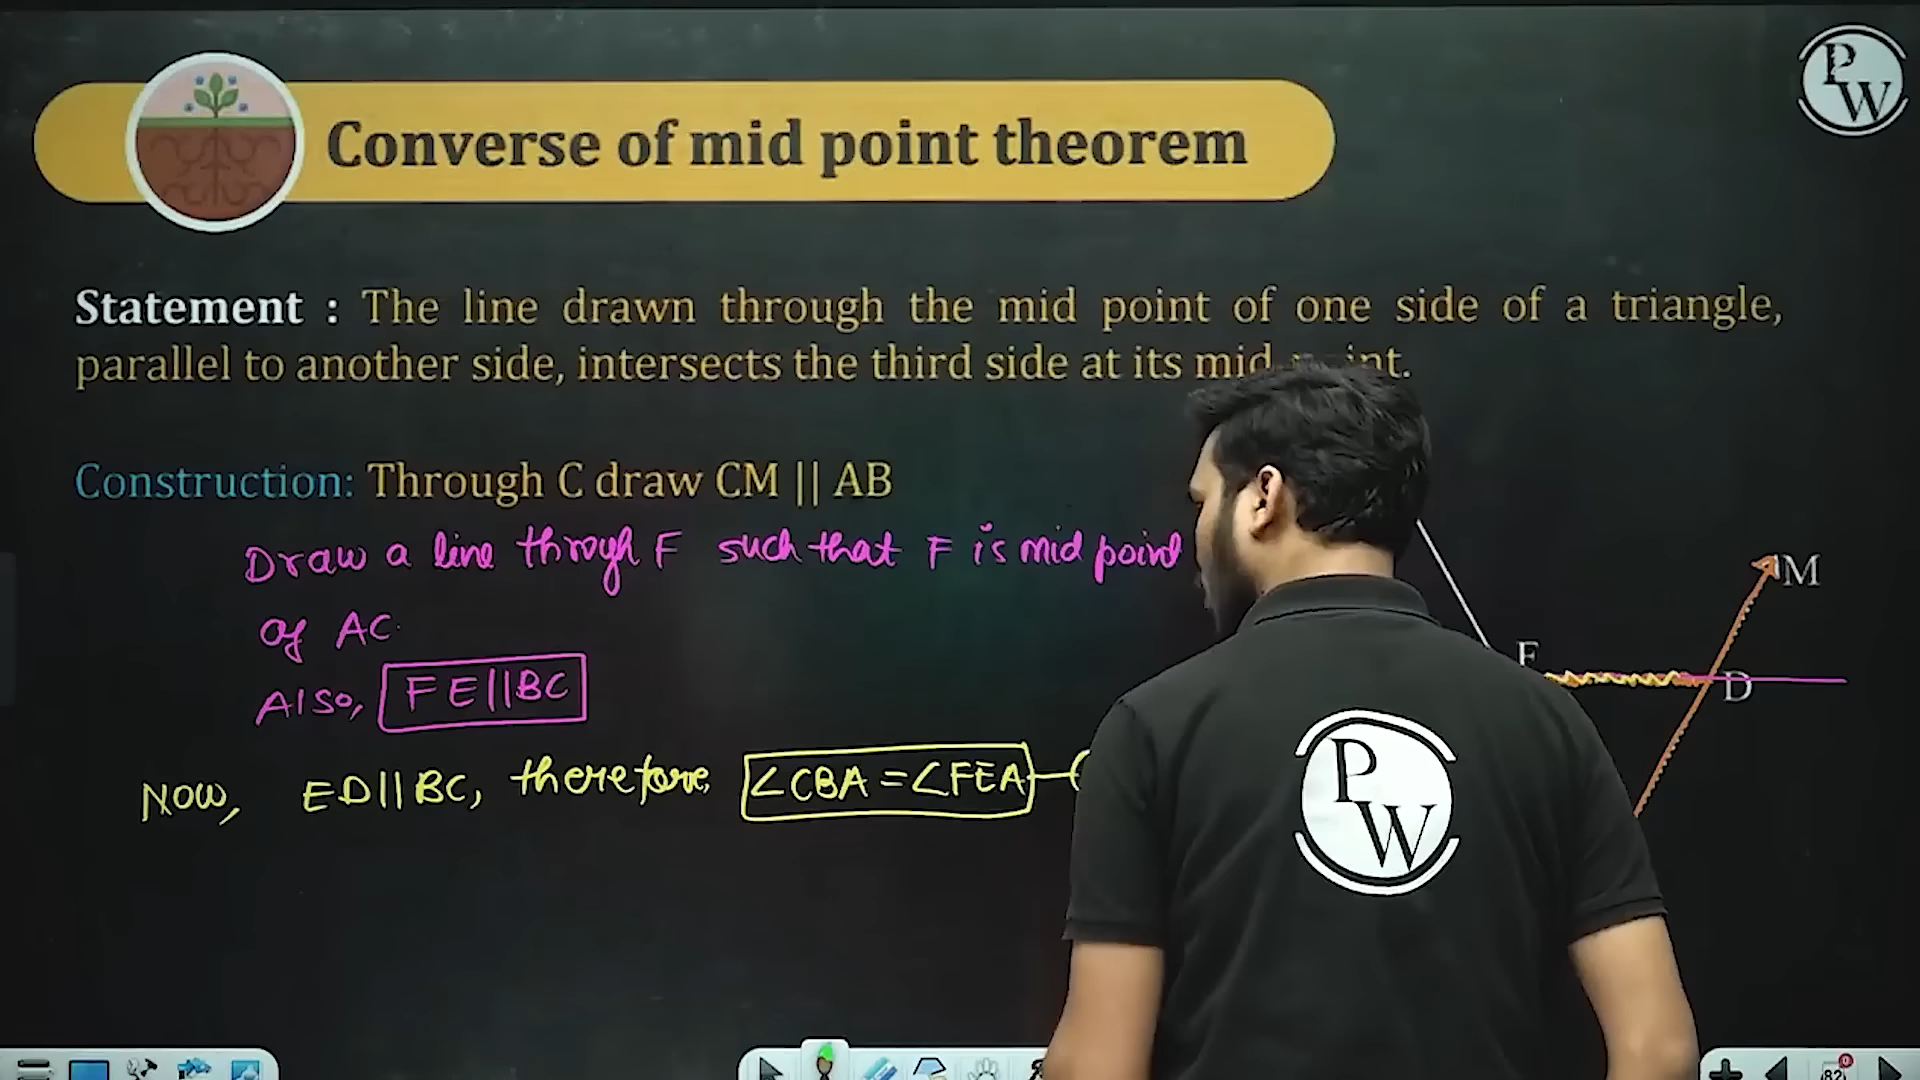 PW
Converse of mid point theorem
Statement : The line drawn through the mid point of one side of a triangle,
parallel to another side, intersects the third side at its mid
Construction: Through C draw CM || AB
Draw a line through F such that F is mid point
of AC
Also, FE||BC
M
D
Now, ED||BC, therefore, ∠CBA = ∠FEA
PW
82